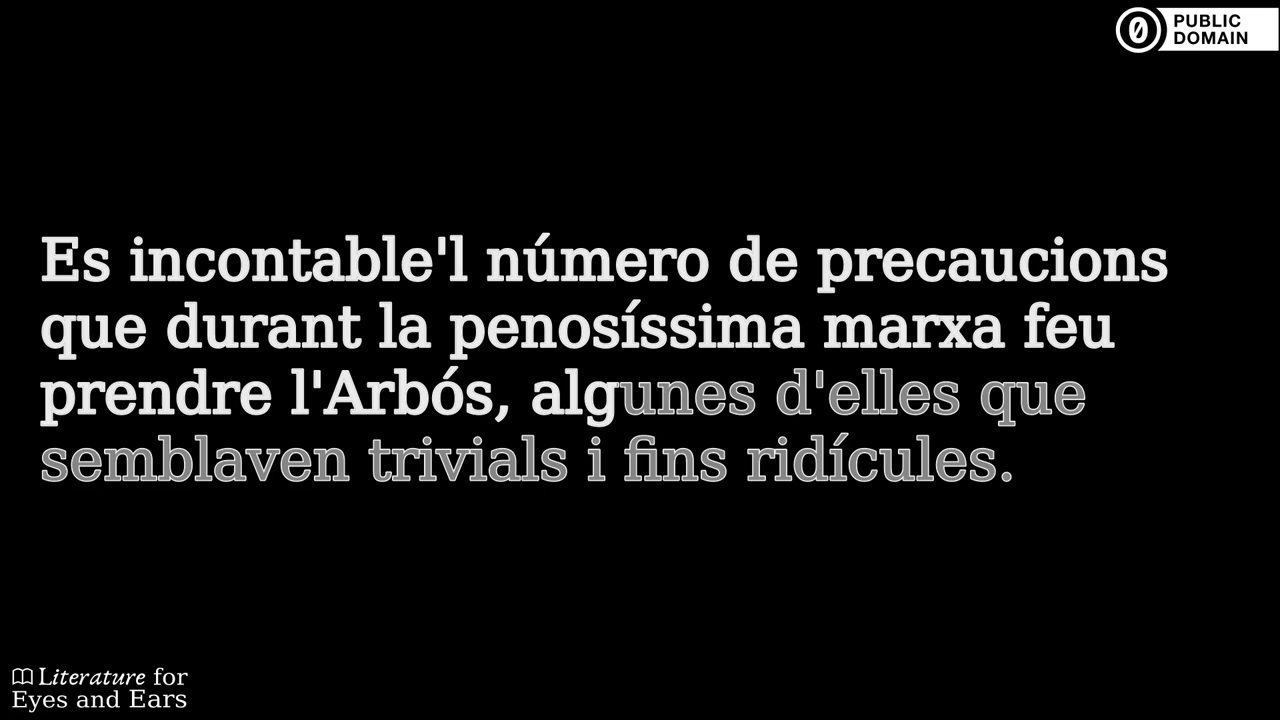 PUBLIC
DOMAIN
Es incontable'l número de precaucions
que durant la penosíssima marxa feu
prendre l'Arbós, algunes d'elles que
semblaven trivials i fins ridícules.
Literature for
Eyes and Ears